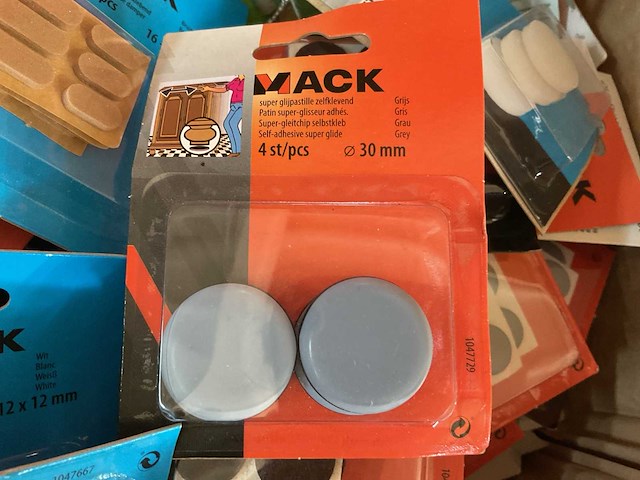 pcs
16
MACK
super glijpastille zelfklevend Grijs
Patin super-glisseur adhés. Gris
Super-gleitchip selbstkleb Grau
Self-adhesive super glide Grey
4 st/pcs ⌀ 30 mm
1047729
K
Wit
Blanc
Weiß
White
12 x 12 mm
1047667
K